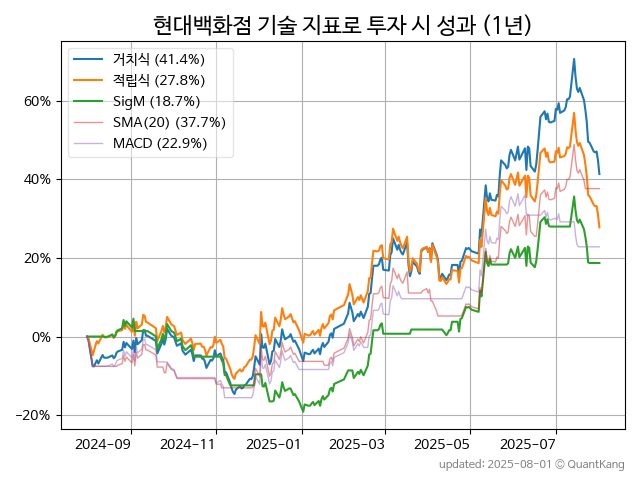 현대백화점 기술 지표로 투자 시 성과 (1년)
거치식 (41.4%)
적립식 (27.8%)
SigM (18.7%)
SMA(20) (37.7%)
MACD (22.9%)
60%
40%
20%
0%
−20%
2024-09 2024-11 2025-01 2025-03 2025-05 2025-07
updated: 2025-08-01 © QuantKang